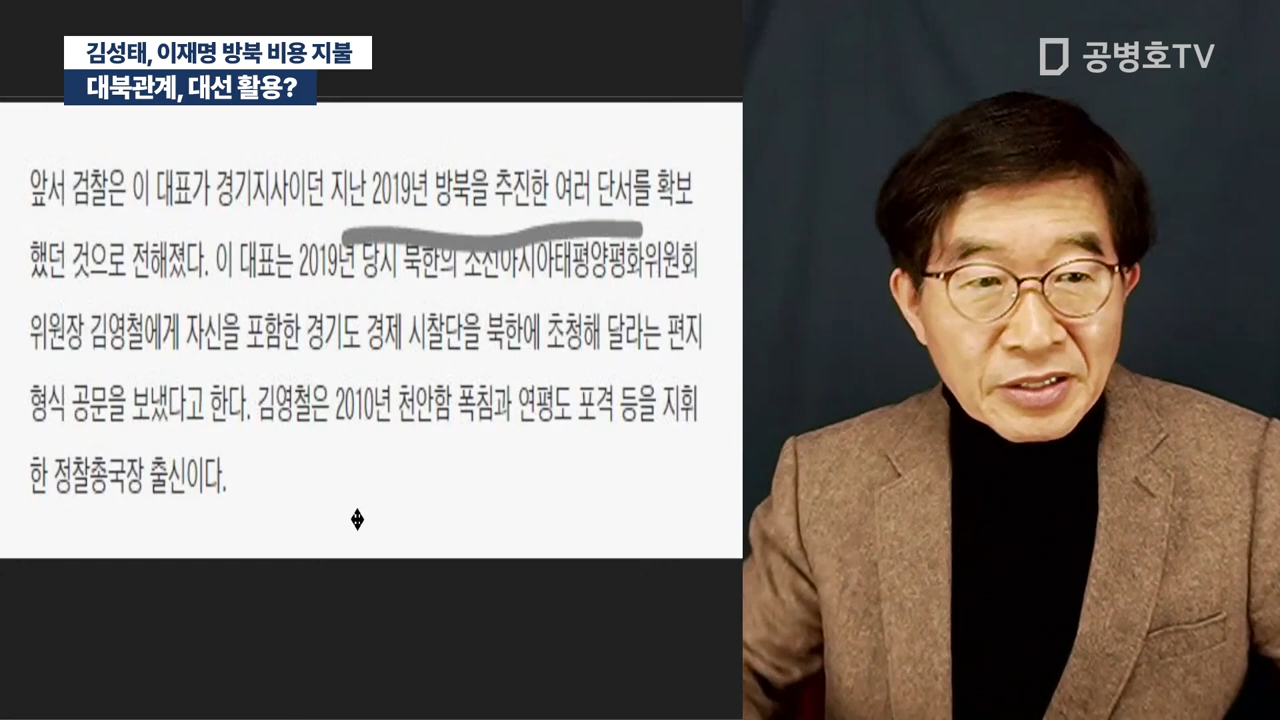 김성태, 이재명 방북 비용 지불
대북관계, 대선 활용?
공병호TV
앞서 검찰은 이 대표가 경기지사이던 지난 2019년 방북을 추진한 여러 단서를 확보
했던 것으로 전해졌다. 이 대표는 2019년 당시 북한의 조선아시아태평양평화위원회
위원장 김영철에게 자신을 포함한 경기도 경제 시찰단을 북한에 초청해 달라는 편지
형식 공문을 보냈다고 한다. 김영철은 2010년 천안함 폭침과 연평도 포격 등을 지휘
한 정찰총국장 출신이다.